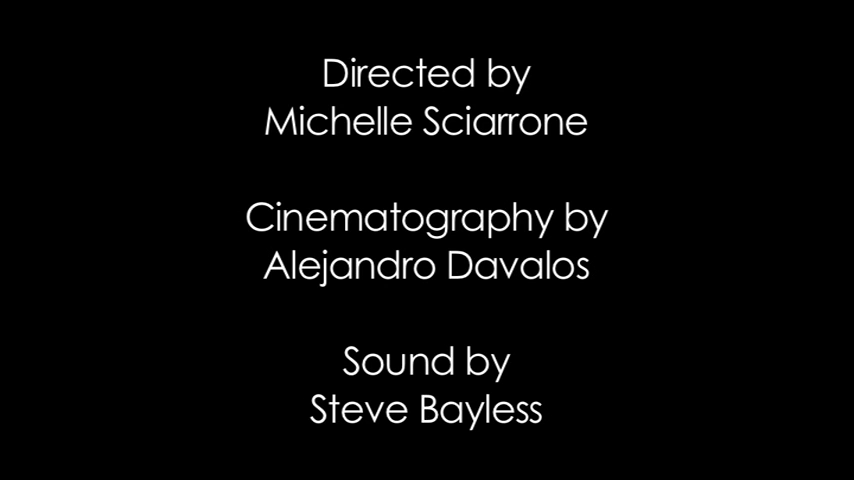 Directed by
Michelle Sciarrone
Cinematography by
Alejandro Davalos
Sound by
Steve Bayless